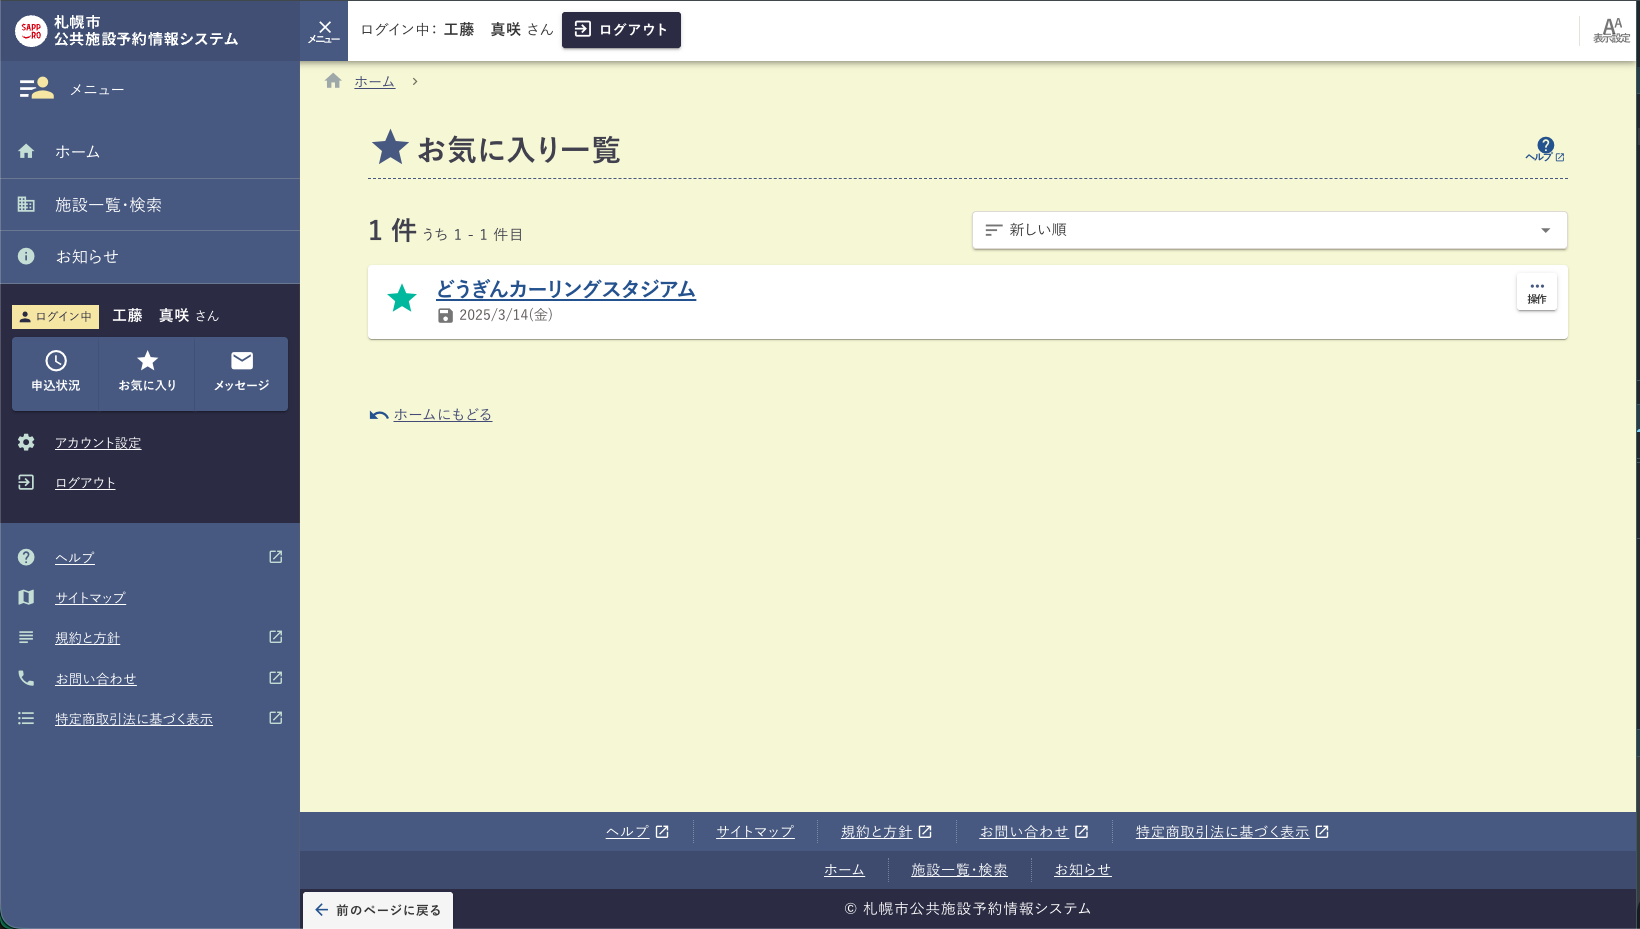 SAPP
RO
札幌市
公共施設予約情報システム
メニュー
ログイン中: 工藤　真咲 さん
ログアウト
AA
表示設定
メニュー
ホーム
施設一覧・検索
お知らせ
ログイン中 工藤　真咲 さん
申込状況
お気に入り
メッセージ
アカウント設定
ログアウト
ヘルプ
サイトマップ
規約と方針
お問い合わせ
特定商取引法に基づく表示
ホーム
お気に入り一覧
ヘルプ
1 件 うち 1 - 1 件目
新しい順
どうぎんカーリングスタジアム
2025/3/14(金)
操作
ホームにもどる
ヘルプ
サイトマップ
規約と方針
お問い合わせ
特定商取引法に基づく表示
ホーム
施設一覧・検索
お知らせ
前のページに戻る
© 札幌市公共施設予約情報システム